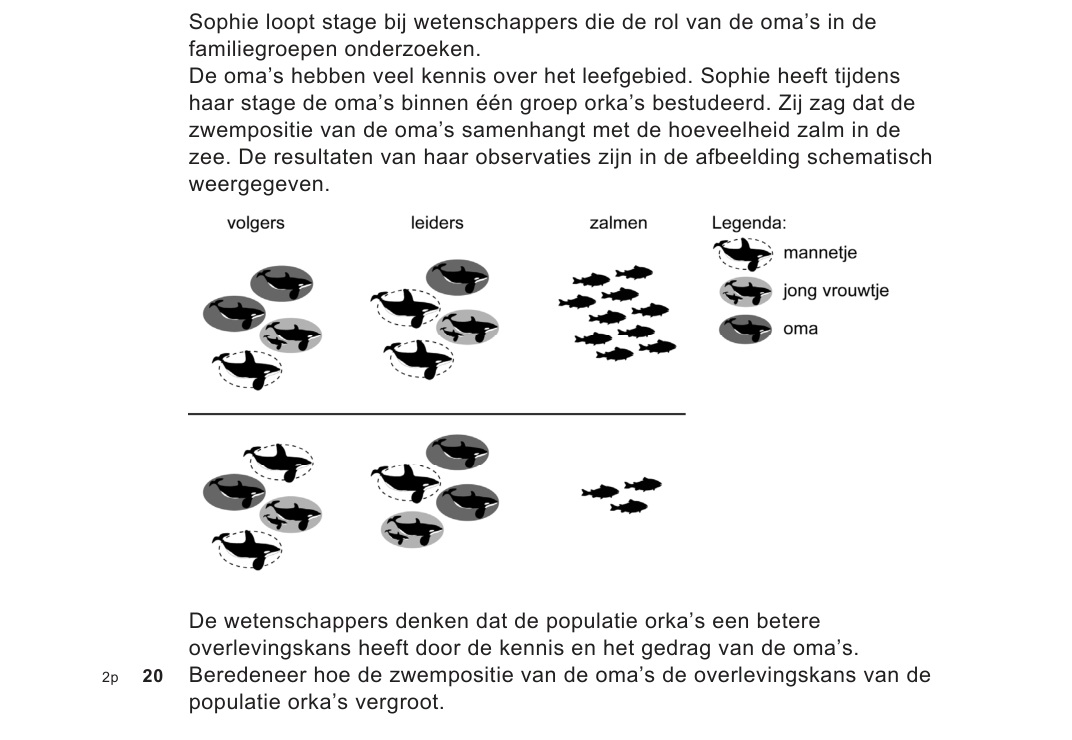 Sophie loopt stage bij wetenschappers die de rol van de oma’s in de
familiegroepen onderzoeken.
De oma’s hebben veel kennis over het leefgebied. Sophie heeft tijdens
haar stage de oma’s binnen één groep orka’s bestudeerd. Zij zag dat de
zwempositie van de oma’s samenhangt met de hoeveelheid zalm in de
zee. De resultaten van haar observaties zijn in de afbeelding schematisch
weergegeven.
volgers leiders zalmen Legenda:
mannetje
jong vrouwtje
oma
De wetenschappers denken dat de populatie orka’s een betere
overlevingskans heeft door de kennis en het gedrag van de oma’s.
2p 20 Beredeneer hoe de zwempositie van de oma’s de overlevingskans van de
populatie orka’s vergroot.